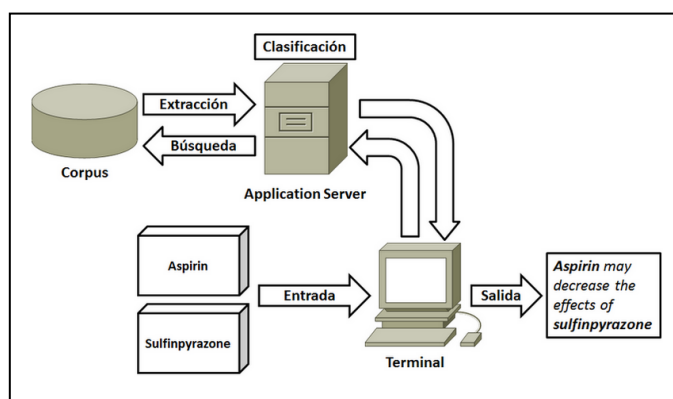 Clasificación
Extracción
Búsqueda
Corpus
Application Server
Aspirin
Sulfinpyrazone
Entrada
Terminal
Salida
Aspirin may
decrease the
effects of
sulfinpyrazone